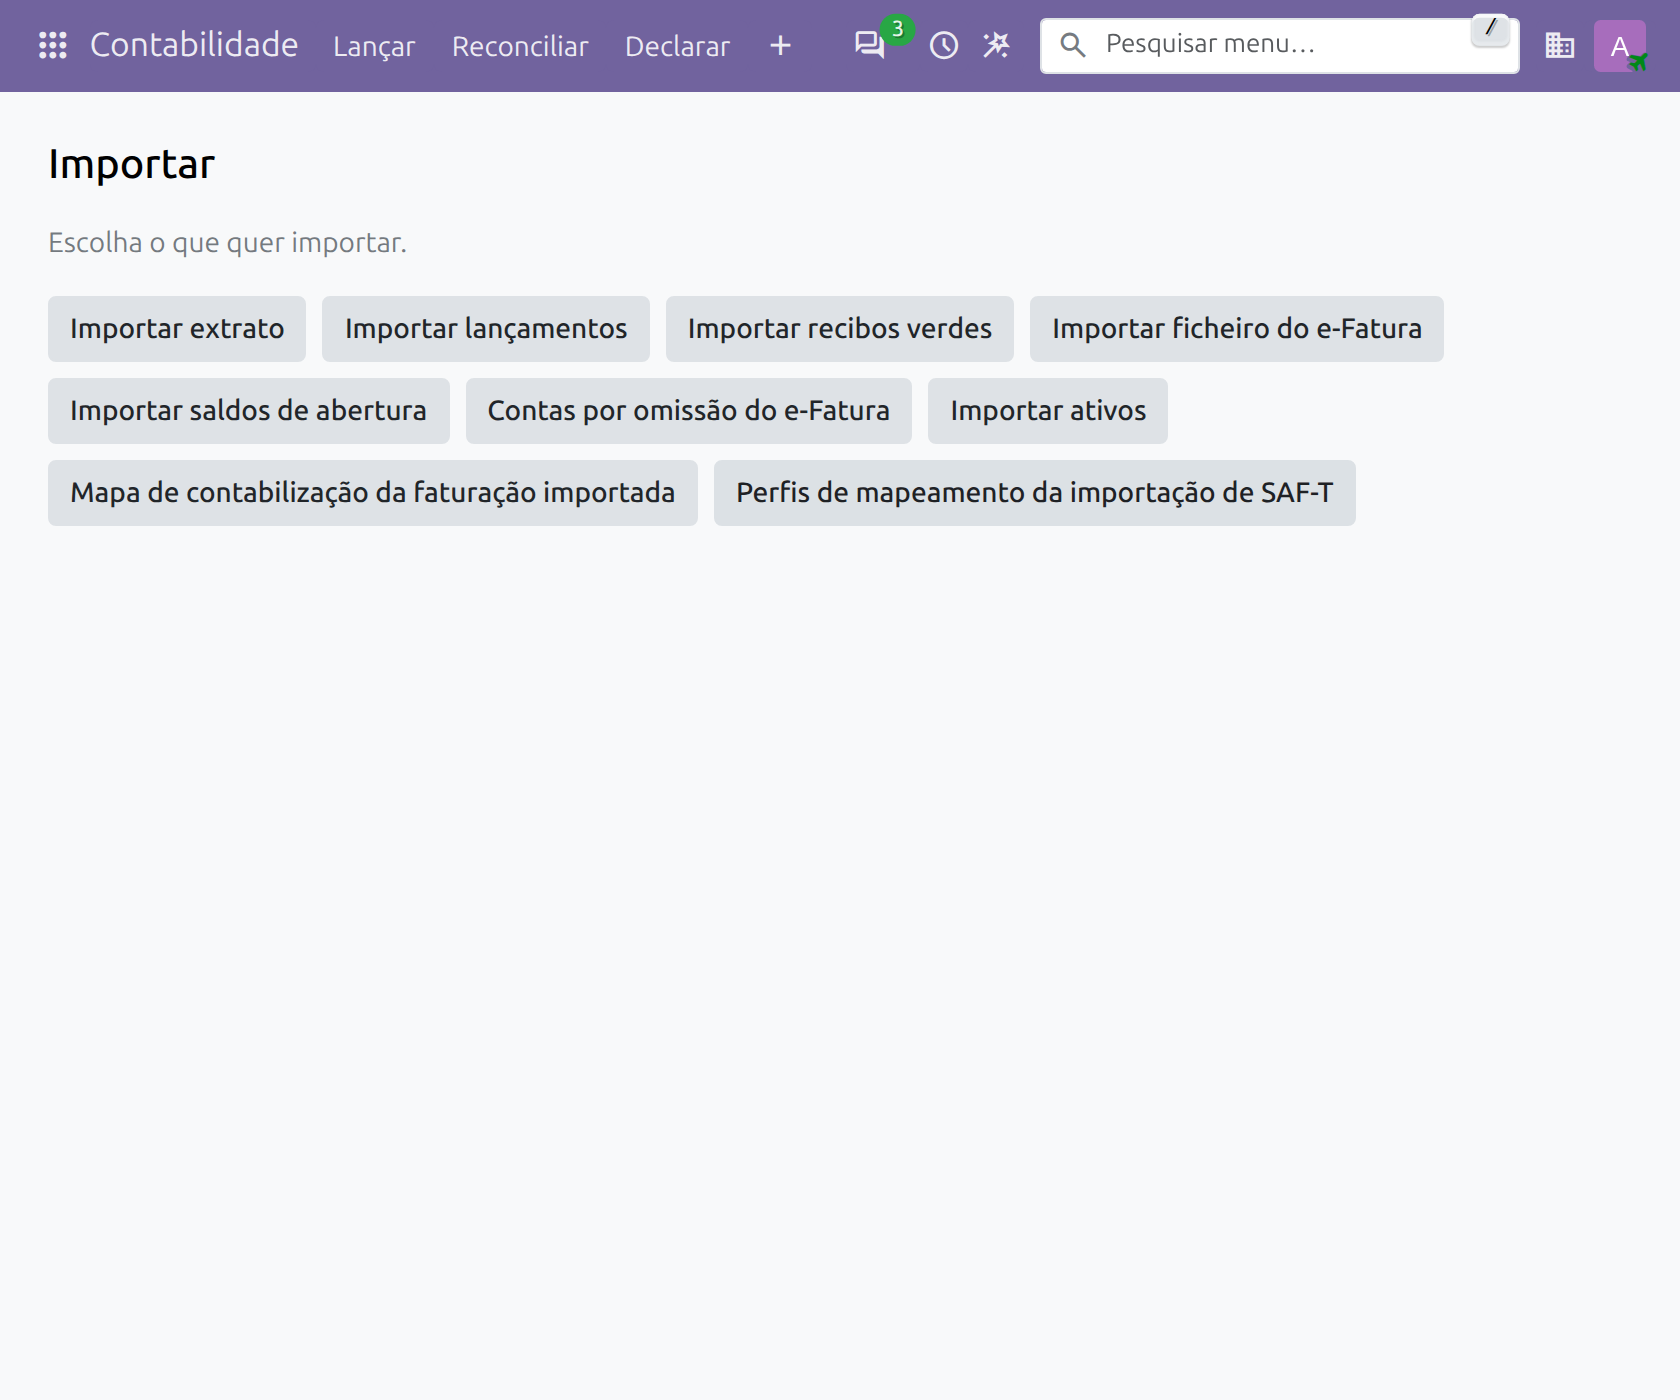 Contabilidade Lançar Reconciliar Declarar + 3 Pesquisar menu... / A
Importar
Escolha o que quer importar.
Importar extrato Importar lançamentos Importar recibos verdes Importar ficheiro do e-Fatura
Importar saldos de abertura Contas por omissão do e-Fatura Importar ativos
Mapa de contabilização da faturação importada Perfis de mapeamento da importação de SAF-T